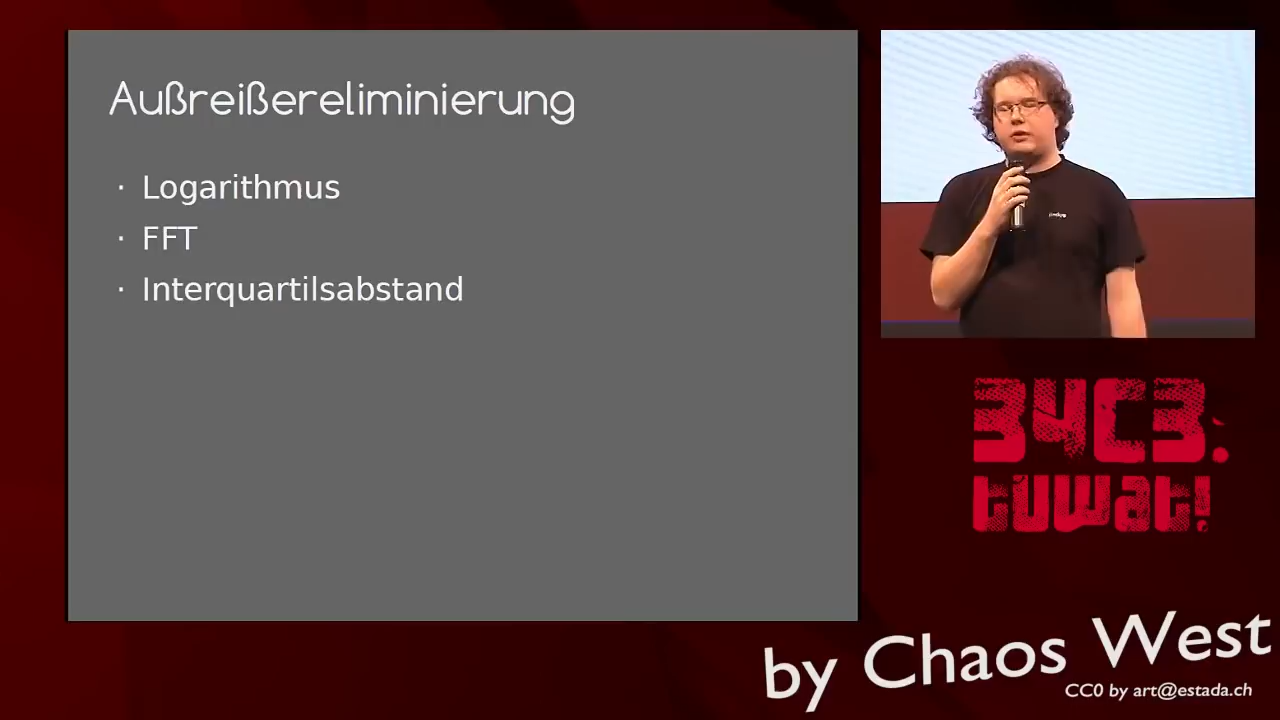 Außreißereliminierung
· Logarithmus
· FFT
· Interquartilsabstand
34C3.
tuwat!
by Chaos West
CC0 by art@estada.ch